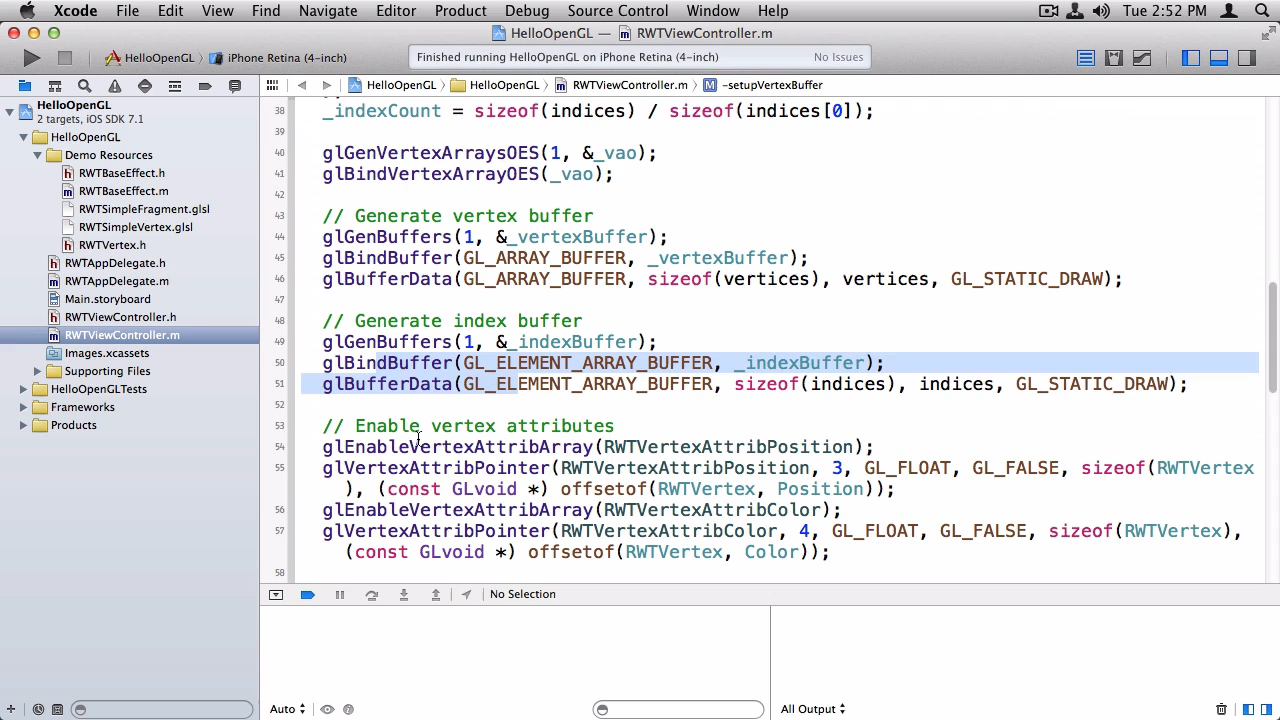 Xcode File Edit View Find Navigate Editor Product Debug Source Control Window Help Tue 2:52 PM
HelloOpenGL — RWTViewController.m
HelloOpenGL iPhone Retina (4-inch) Finished running HelloOpenGL on iPhone Retina (4-inch) No Issues
HelloOpenGL HelloOpenGL RWTViewController.m M -setupVertexBuffer
HelloOpenGL
2 targets, iOS SDK 7.1
HelloOpenGL
Demo Resources
h RWTBaseEffect.h
m RWTBaseEffect.m
RWTSimpleFragment.glsl
RWTSimpleVertex.glsl
h RWTVertex.h
h RWTAppDelegate.h
m RWTAppDelegate.m
Main.storyboard
h RWTViewController.h
m RWTViewController.m
Images.xcassets
Supporting Files
HelloOpenGLTests
Frameworks
Products
38 _indexCount = sizeof(indices) / sizeof(indices[0]);
39
40 glGenVertexArraysOES(1, &_vao);
41 glBindVertexArrayOES(_vao);
42
43 // Generate vertex buffer
44 glGenBuffers(1, &_vertexBuffer);
45 glBindBuffer(GL_ARRAY_BUFFER, _vertexBuffer);
46 glBufferData(GL_ARRAY_BUFFER, sizeof(vertices), vertices, GL_STATIC_DRAW);
47
48 // Generate index buffer
49 glGenBuffers(1, &_indexBuffer);
50 glBindBuffer(GL_ELEMENT_ARRAY_BUFFER, _indexBuffer);
51 glBufferData(GL_ELEMENT_ARRAY_BUFFER, sizeof(indices), indices, GL_STATIC_DRAW);
52
53 // Enable vertex attributes
54 glEnableVertexAttribArray(RWTVertexAttribPosition);
55 glVertexAttribPointer(RWTVertexAttribPosition, 3, GL_FLOAT, GL_FALSE, sizeof(RWTVertex
), (const GLvoid *) offsetof(RWTVertex, Position));
56 glEnableVertexAttribArray(RWTVertexAttribColor);
57 glVertexAttribPointer(RWTVertexAttribColor, 4, GL_FLOAT, GL_FALSE, sizeof(RWTVertex),
(const GLvoid *) offsetof(RWTVertex, Color));
58
No Selection
Auto All Output